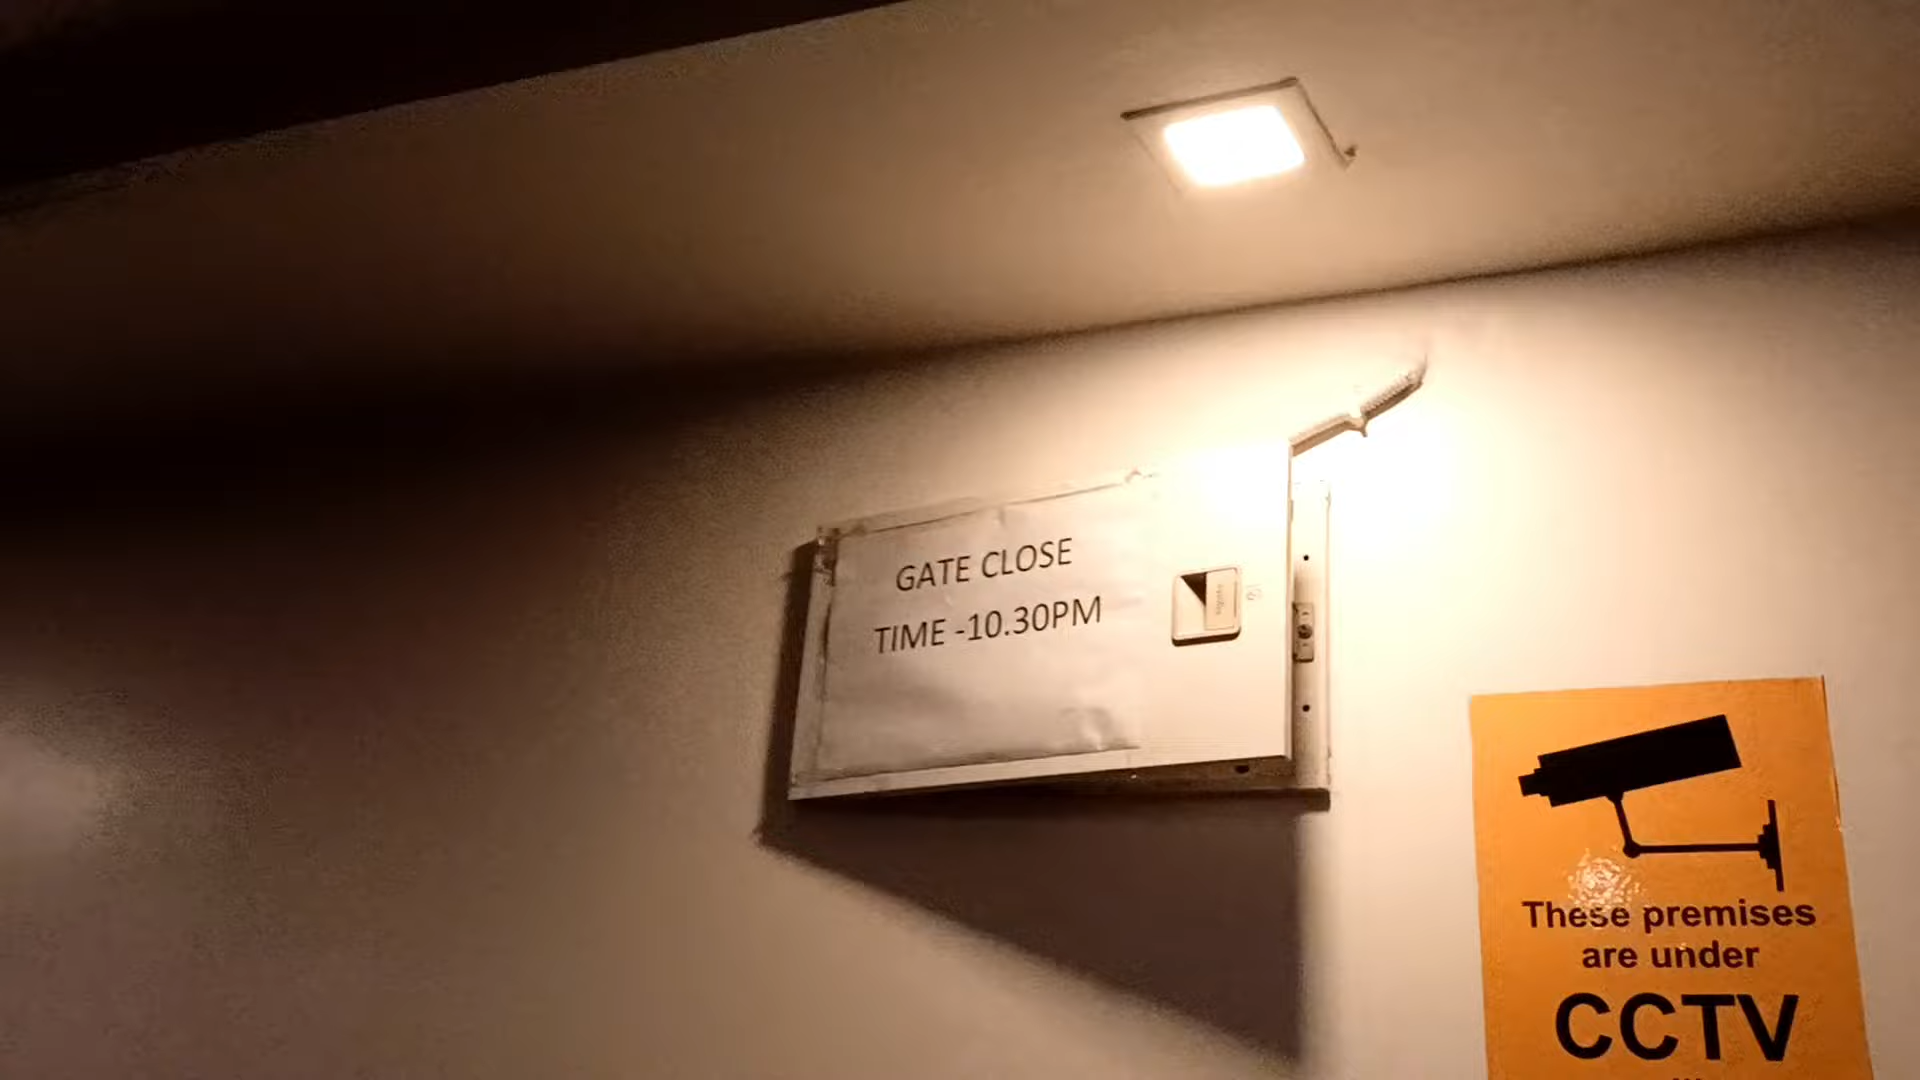 GATE CLOSE
TIME -10.30PM
These premises
are under
CCTV